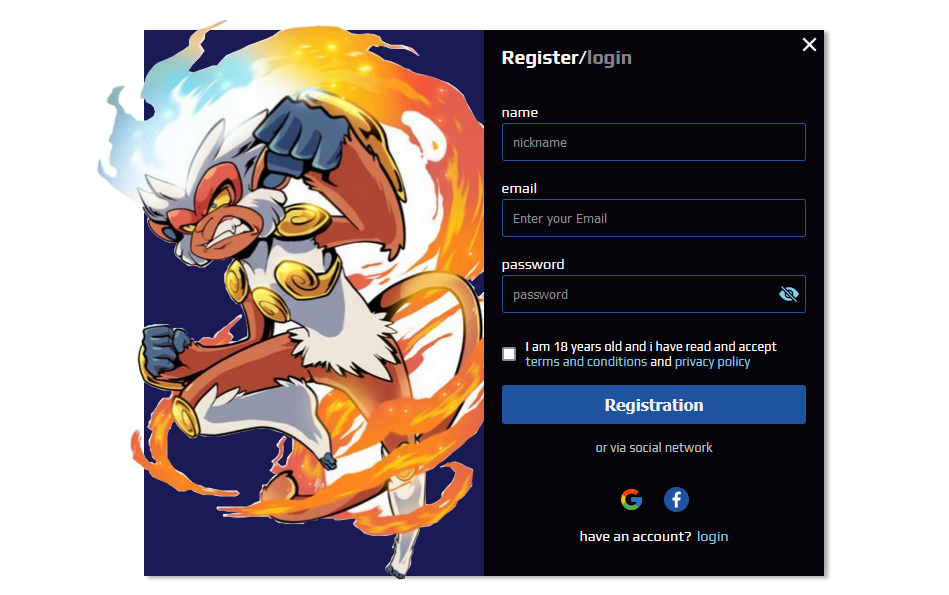 Register/login
name
nickname
email
Enter your Email
password
password
I am 18 years old and i have read and accept
terms and conditions and privacy policy
Registration
or via social network
have an account? login